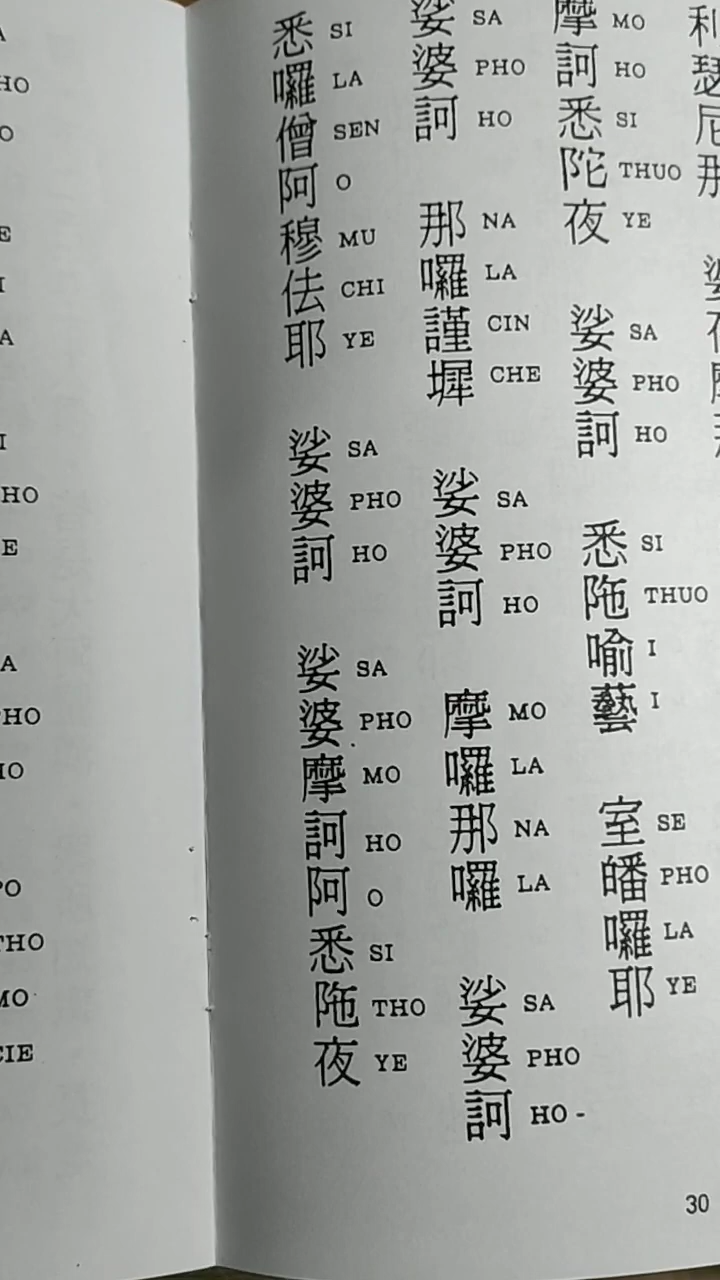 摩 MO 訶 HO 悉 SI 陀 THUO 夜 YE
娑 SA 婆 PHO 訶 HO
悉 SI 陁 THUO 喻 I 藝 I
室 SE 皤 PHO 囉 LA 耶 YE
娑 SA 婆 PHO 訶 HO
那 NA 囉 LA 謹 CIN 墀 CHE
娑 SA 婆 PHO 訶 HO
摩 MO 囉 LA 那 NA 囉 LA
娑 SA 婆 PHO 訶 HO -
悉 SI 囉 LA 僧 SEN 阿 O 穆 MU 佉 CHI 耶 YE
娑 SA 婆 PHO 訶 HO
娑 SA 婆 PHO 摩 MO 訶 HO 阿 O 悉 SI 陁 THO 夜 YE
30